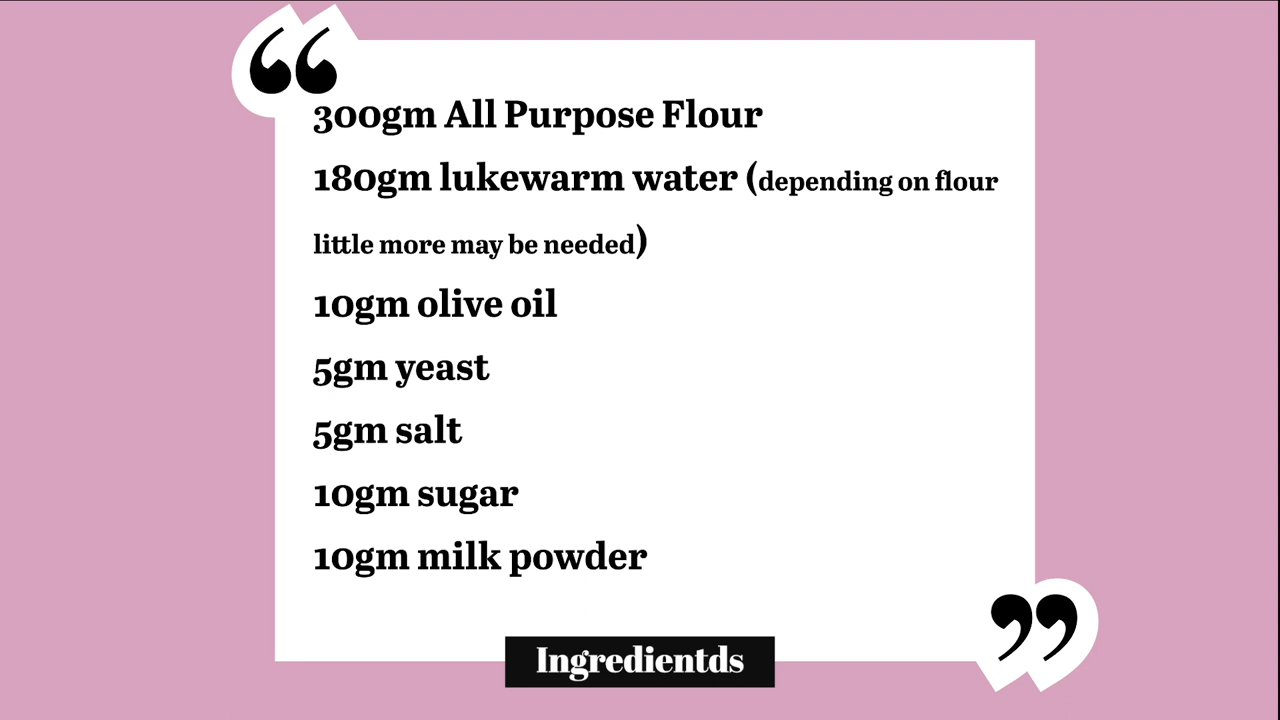 300gm All Purpose Flour
180gm lukewarm water (depending on flour
little more may be needed)
10gm olive oil
5gm yeast
5gm salt
10gm sugar
10gm milk powder
Ingredientds